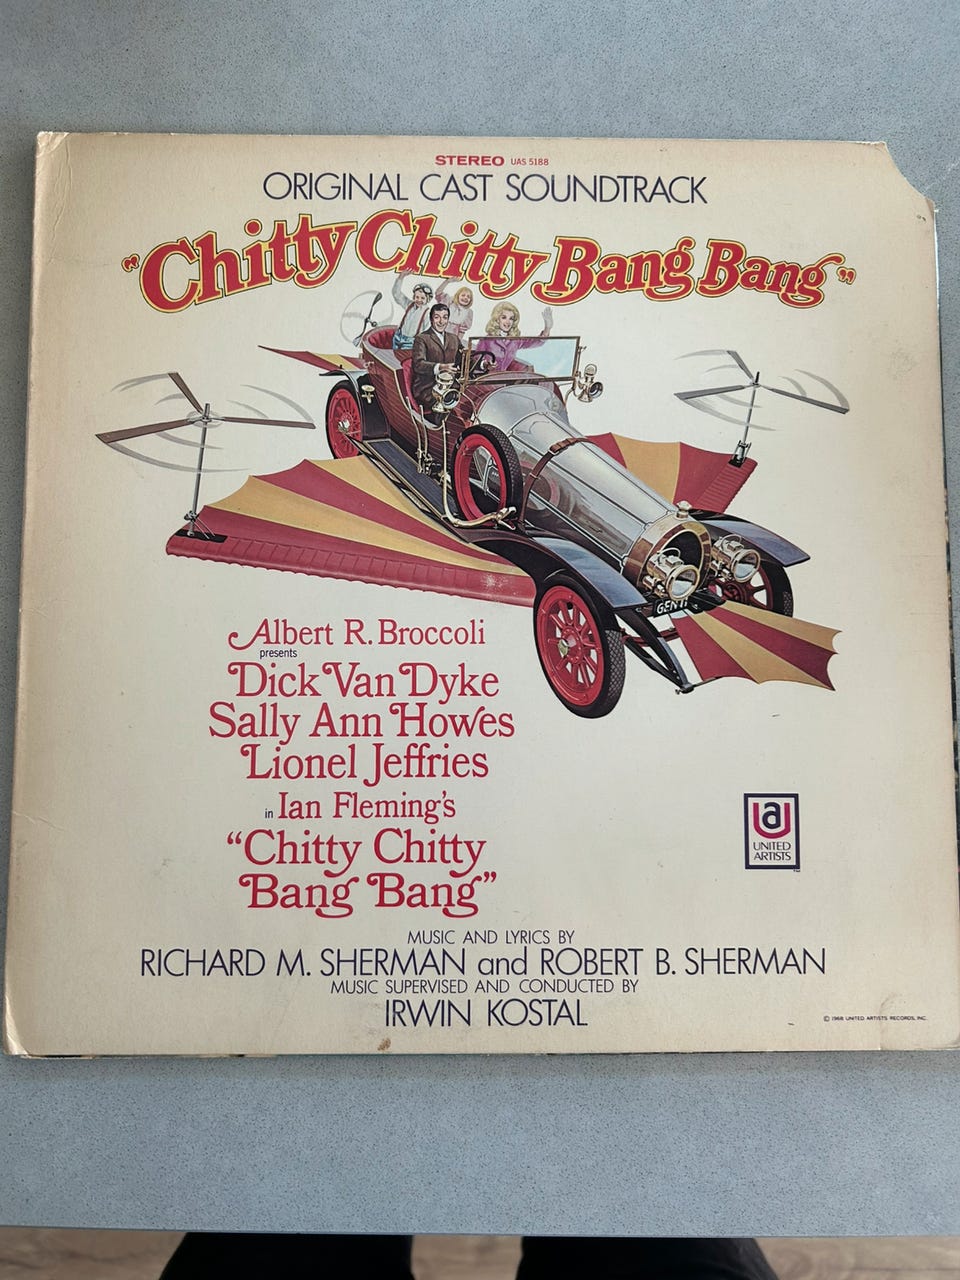 STEREO UAS 5188
ORIGINAL CAST SOUNDTRACK
"Chitty Chitty Bang Bang"
GEN 11
Albert R. Broccoli
presents
Dick Van Dyke
Sally Ann Howes
Lionel Jeffries
in Ian Fleming's
"Chitty Chitty
Bang Bang"
UNITED
ARTISTS
TM
MUSIC AND LYRICS BY
RICHARD M. SHERMAN and ROBERT B. SHERMAN
MUSIC SUPERVISED AND CONDUCTED BY
IRWIN KOSTAL
© 1968 UNITED ARTISTS RECORDS, INC.